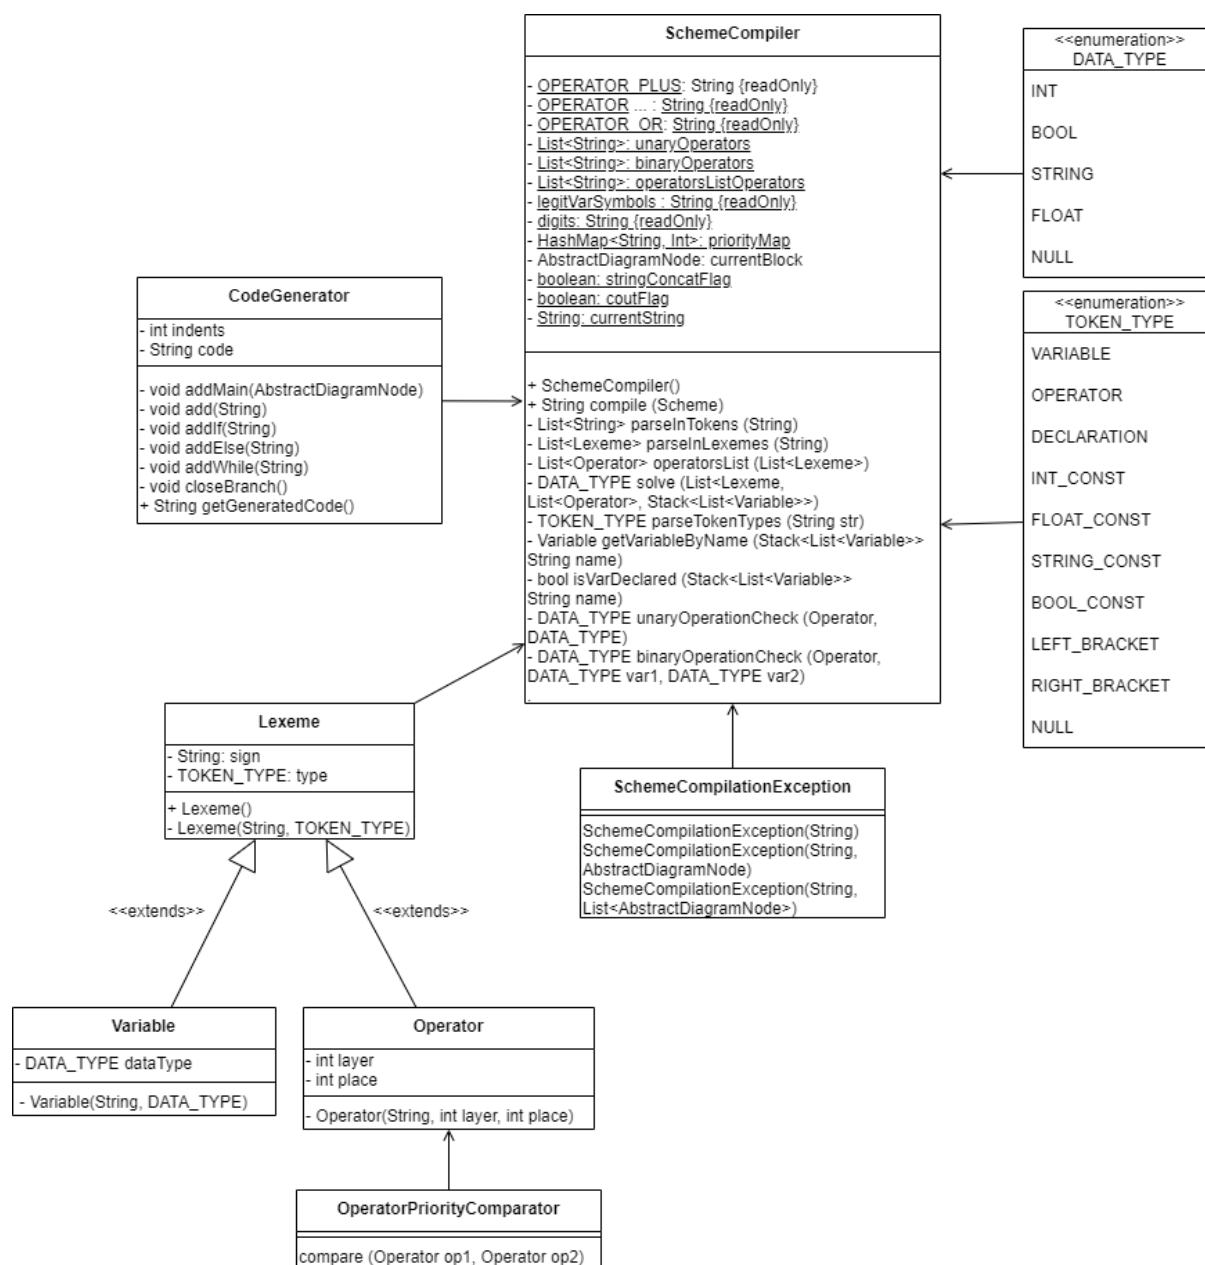 SchemeCompiler
- OPERATOR_PLUS: String {readOnly}
- OPERATOR ... : String {readOnly}
- OPERATOR_OR: String {readOnly}
- List<String>: unaryOperators
- List<String>: binaryOperators
- List<String>: operatorsListOperators
- legitVarSymbols : String {readOnly}
- digits: String {readOnly}
- HashMap<String, Int>: priorityMap
- AbstractDiagramNode: currentBlock
- boolean: stringConcatFlag
- boolean: coutFlag
- String: currentString
+ SchemeCompiler()
+ String compile (Scheme)
- List<String> parseInTokens (String)
- List<Lexeme> parseInLexemes (String)
- List<Operator> operatorsList (List<Lexeme>)
- DATA_TYPE solve (List<Lexeme,
List<Operator>, Stack<List<Variable>>)
- TOKEN_TYPE parseTokenTypes (String str)
- Variable getVariableByName (Stack<List<Variable>>
String name)
- bool isVarDeclared (Stack<List<Variable>>
String name)
- DATA_TYPE unaryOperationCheck (Operator,
DATA_TYPE)
- DATA_TYPE binaryOperationCheck (Operator,
DATA_TYPE var1, DATA_TYPE var2)
.
<<enumeration>>
DATA_TYPE
INT
BOOL
STRING
FLOAT
NULL
<<enumeration>>
TOKEN_TYPE
VARIABLE
OPERATOR
DECLARATION
INT_CONST
FLOAT_CONST
STRING_CONST
BOOL_CONST
LEFT_BRACKET
RIGHT_BRACKET
NULL
CodeGenerator
- int indents
- String code
- void addMain(AbstractDiagramNode)
- void add(String)
- void addIf(String)
- void addElse(String)
- void addWhile(String)
- void closeBranch()
+ String getGeneratedCode()
Lexeme
- String: sign
- TOKEN_TYPE: type
+ Lexeme()
- Lexeme(String, TOKEN_TYPE)
SchemeCompilationException
SchemeCompilationException(String)
SchemeCompilationException(String,
AbstractDiagramNode)
SchemeCompilationException(String,
List<AbstractDiagramNode>)
<<extends>>
<<extends>>
Variable
- DATA_TYPE dataType
- Variable(String, DATA_TYPE)
Operator
- int layer
- int place
- Operator(String, int layer, int place)
OperatorPriorityComparator
compare (Operator op1, Operator op2)